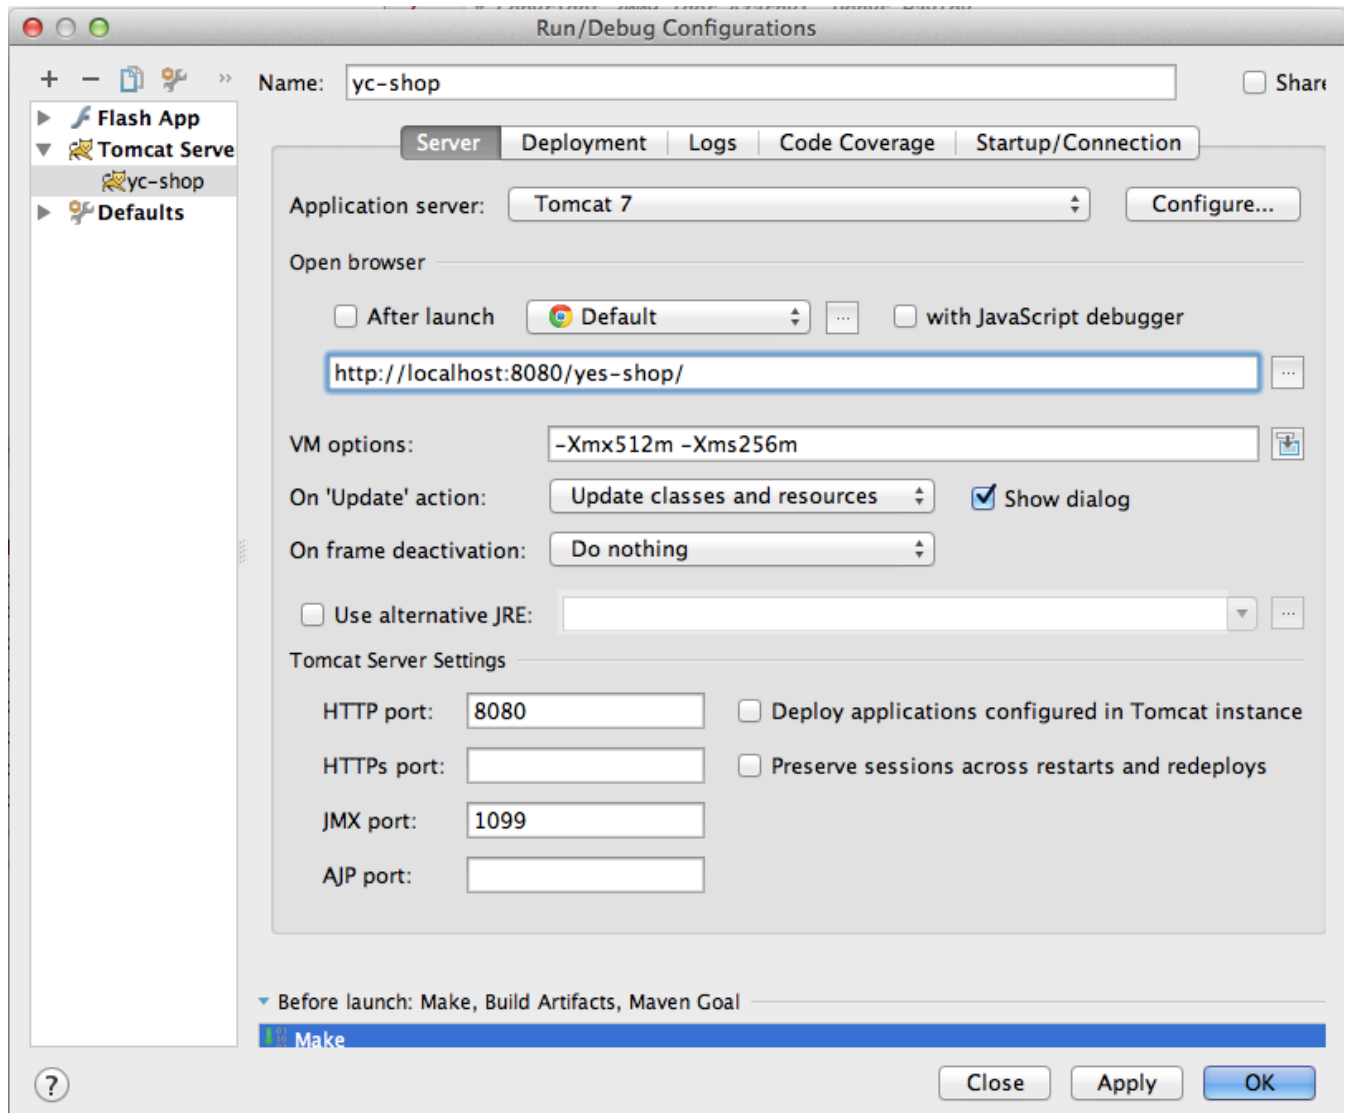 Run/Debug Configurations
Name: yc-shop Share
Flash App
Tomcat Serve
yc-shop
Defaults
Server Deployment Logs Code Coverage Startup/Connection
Application server: Tomcat 7 Configure...
Open browser
After launch Default ... with JavaScript debugger
http://localhost:8080/yes-shop/ ...
VM options: -Xmx512m -Xms256m
On 'Update' action: Update classes and resources Show dialog
On frame deactivation: Do nothing
Use alternative JRE: ...
Tomcat Server Settings
HTTP port: 8080 Deploy applications configured in Tomcat instance
HTTPs port: Preserve sessions across restarts and redeploys
JMX port: 1099
AJP port:
Before launch: Make, Build Artifacts, Maven Goal
Make
? Close Apply OK